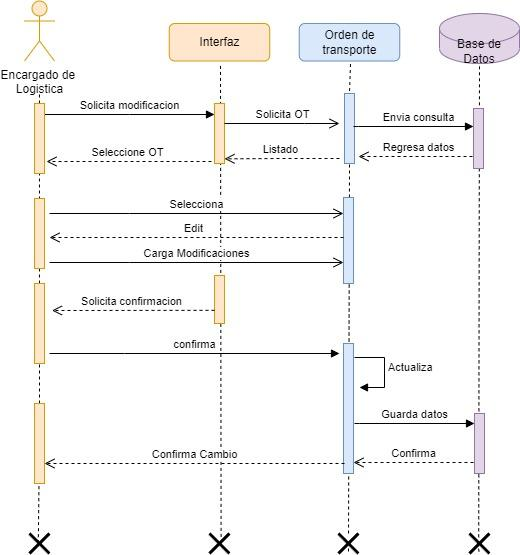 Encargado de
Logistica
Interfaz
Orden de
transporte
Base de
Datos
Solicita modificacion
Solicita OT
Envia consulta
Seleccione OT
Listado
Regresa datos
Selecciona
Edit
Carga Modificaciones
Solicita confirmacion
confirma
Actualiza
Guarda datos
Confirma Cambio
Confirma